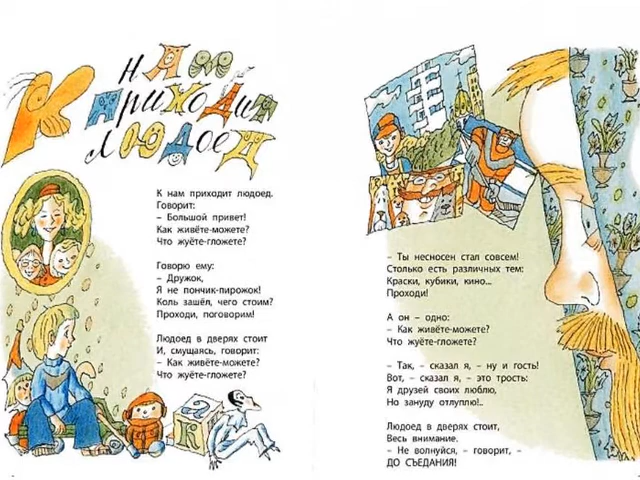 К нам
приходил
людоед
К нам приходит людоед,
Говорит:
– Большой привет!
Как живёте-можете?
Что жуёте-гложете?
Говорю ему:
– Дружок,
Я не пончик-пирожок!
Коль зашёл, чего стоим?
Проходи, поговорим!
Людоед в дверях стоит
И, смущаясь, говорит:
– Как живёте-можете?
Что жуёте-гложете?
а
К
– Ты несносен стал совсем!
Столько есть различных тем:
Краски, кубики, кино...
Проходи!
А он – одно:
– Как живёте-можете?
Что жуёте-гложете?
– Так, – сказал я, – ну и гость!
Вот, – сказал я, – это трость:
Я друзей своих люблю,
Но зануду отлуплю!..
Людоед в дверях стоит,
Весь внимание.
– Не волнуйся, – говорит, –
ДО СЪЕДАНИЯ!